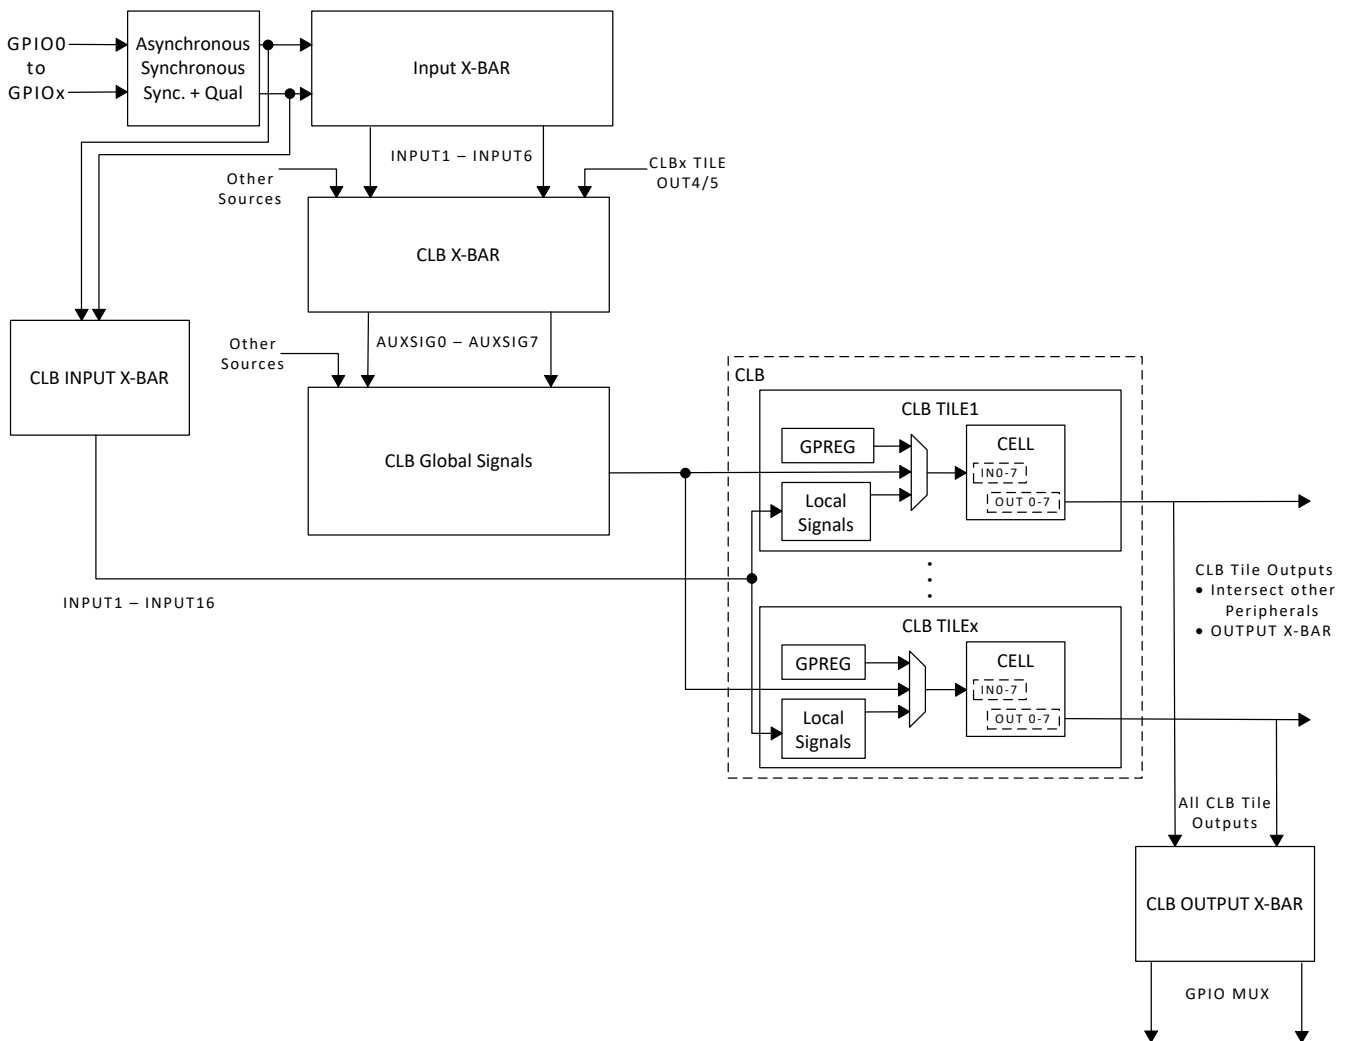 GPIO0
to
GPIOx
Asynchronous
Synchronous
Sync. + Qual
Input X-BAR
INPUT1 – INPUT6
Other
Sources
CLBx TILE
OUT4/5
CLB X-BAR
AUXSIG0 – AUXSIG7
Other
Sources
CLB INPUT X-BAR
CLB Global Signals
INPUT1 – INPUT16
CLB
CLB TILE1
GPREG
Local
Signals
CELL
IN0-7
OUT 0-7
CLB TILEx
GPREG
Local
Signals
CELL
IN0-7
OUT 0-7
CLB Tile Outputs
• Intersect other
Peripherals
• OUTPUT X-BAR
All CLB Tile
Outputs
CLB OUTPUT X-BAR
GPIO MUX